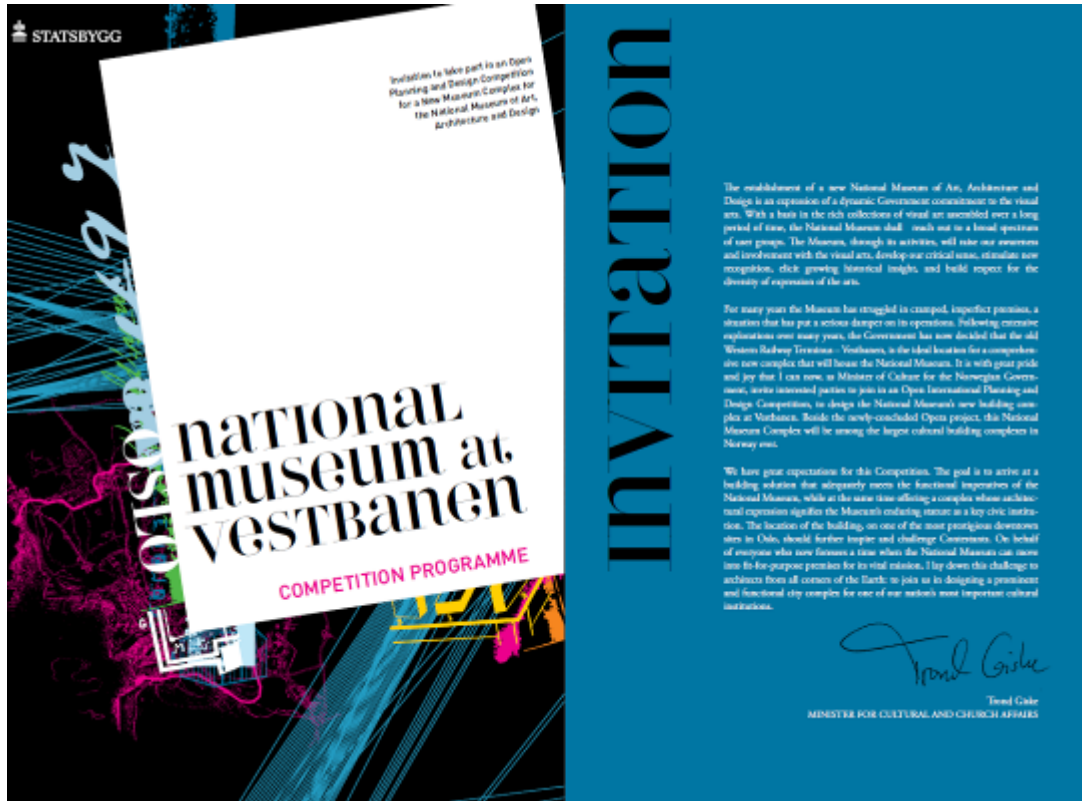 STATSBYGG
Invitation to take part in an Open
Planning and Design Competition
for a New Museum Complex for
the National Museum of Art,
Architecture and Design
OSLO
naTIONaL
museum at
VESTBanen
COMPETITION PROGRAMME
InVITaTIOn
The establishment of a new National Museum of Art, Architecture and
Design is an expression of a dynamic Government commitment to the visual
arts. With a basis in the rich collections of visual art assembled over a long
period of time, the National Museum shall reach out to a broad spectrum
of user groups. The Museum, through its activities, will raise our awareness
and involvement with the visual arts, develop our critical sense, stimulate new
recognition, elicit growing historical insight, and build respect for the
diversity of expression of the arts.
For many years the Museum has struggled in cramped, imperfect premises, a
situation that has put a serious damper on its operations. Following extensive
explorations over many years, the Government has now decided that the old
Western Railway Terminus – Vestbanen, is the ideal location for a comprehen-
sive new complex that will house the National Museum. It is with great pride
and joy that I can now, as Minister of Culture for the Norwegian Govern-
ment, invite interested parties to join in an Open International Planning and
Design Competition, to design the National Museum's new building com-
plex at Vestbanen. Beside the newly-concluded Opera project, this National
Museum Complex will be among the largest cultural building complexes in
Norway ever.
We have great expectations for this Competition. The goal is to arrive at a
building solution that adequately meets the functional imperatives of the
National Museum, while at the same time offering a complex whose architec-
tural expression signifies the Museum's enduring stature as a key civic institu-
tion. The location of the building, on one of the most prestigious downtown
sites in Oslo, should further inspire and challenge Contestants. On behalf
of everyone who now foresees a time when the National Museum can move
into fit-for-purpose premises for its vital mission, I lay down this challenge to
architects from all corners of the Earth: to join us in designing a prominent
and functional city complex for one of our nation's most important cultural
institutions.
Trond Giske
Trond Giske
MINISTER FOR CULTURAL AND CHURCH AFFAIRS